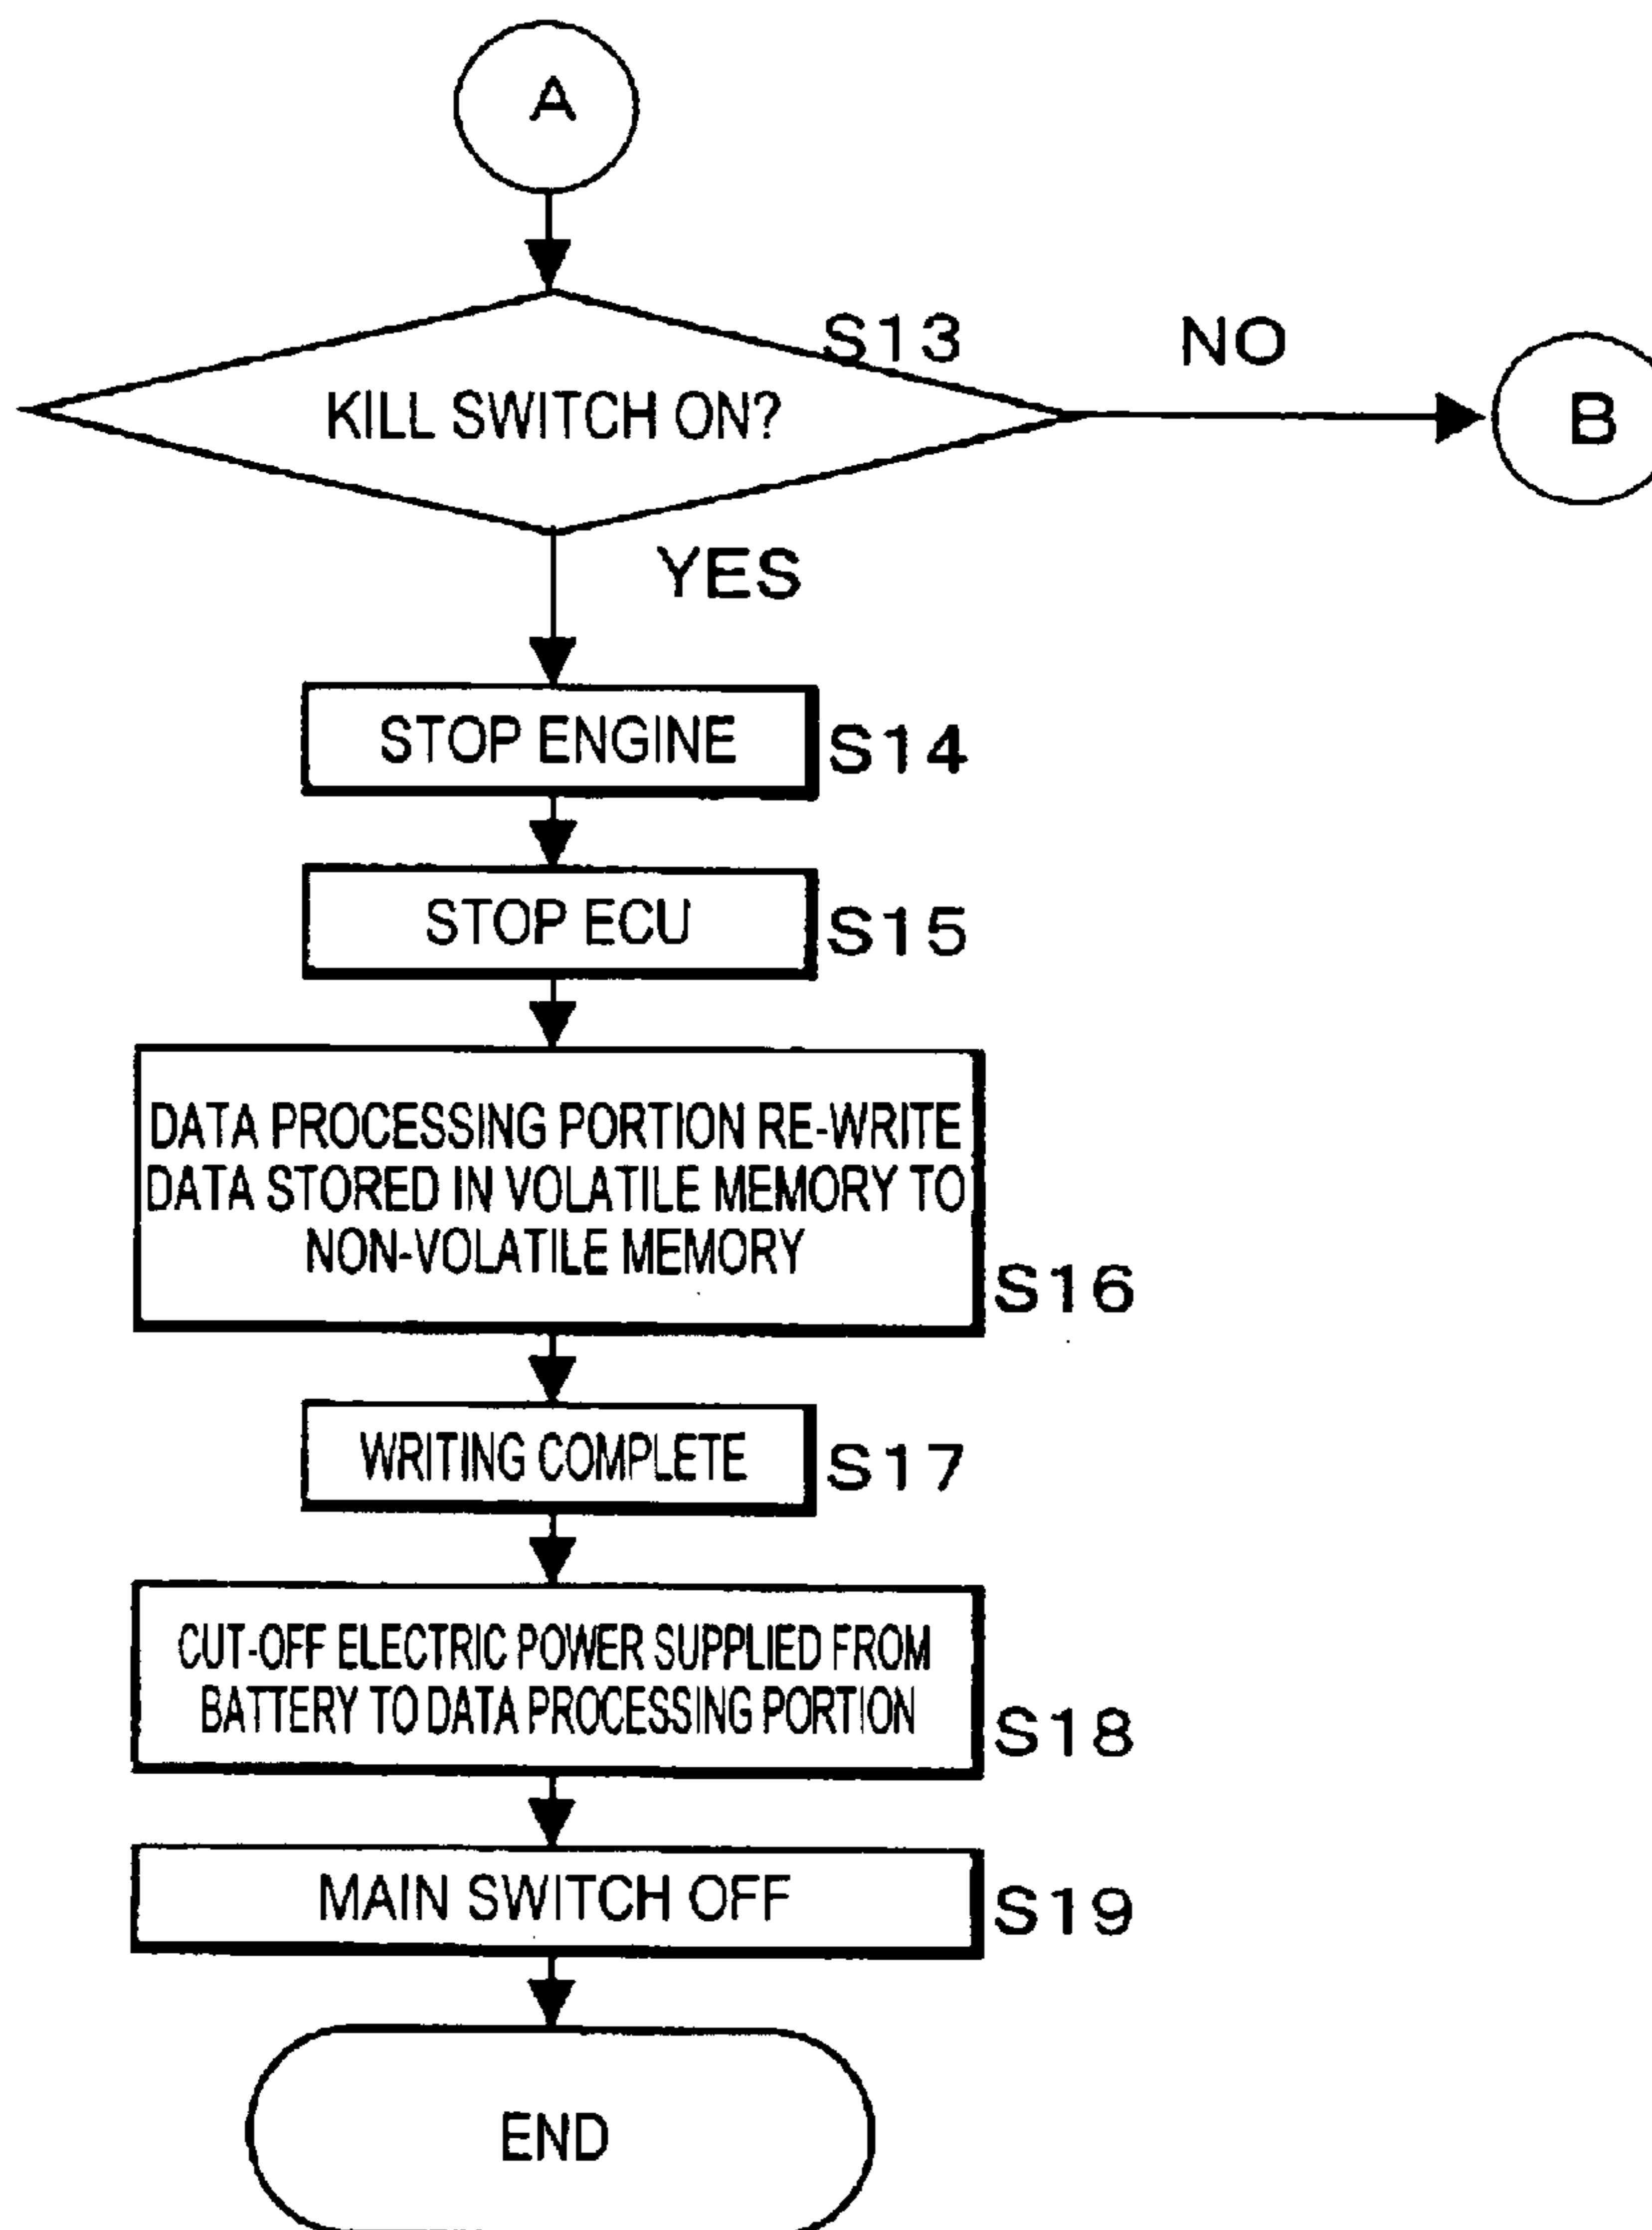 A
S13
NO
KILL SWITCH ON?
B
YES
STOP ENGINE
S14
STOP ECU
S15
DATA PROCESSING PORTION RE-WRITE
DATA STORED IN VOLATILE MEMORY TO
NON-VOLATILE MEMORY
S16
WRITING COMPLETE
S17
CUT-OFF ELECTRIC POWER SUPPLIED FROM
BATTERY TO DATA PROCESSING PORTION
S18
MAIN SWITCH OFF
S19
END